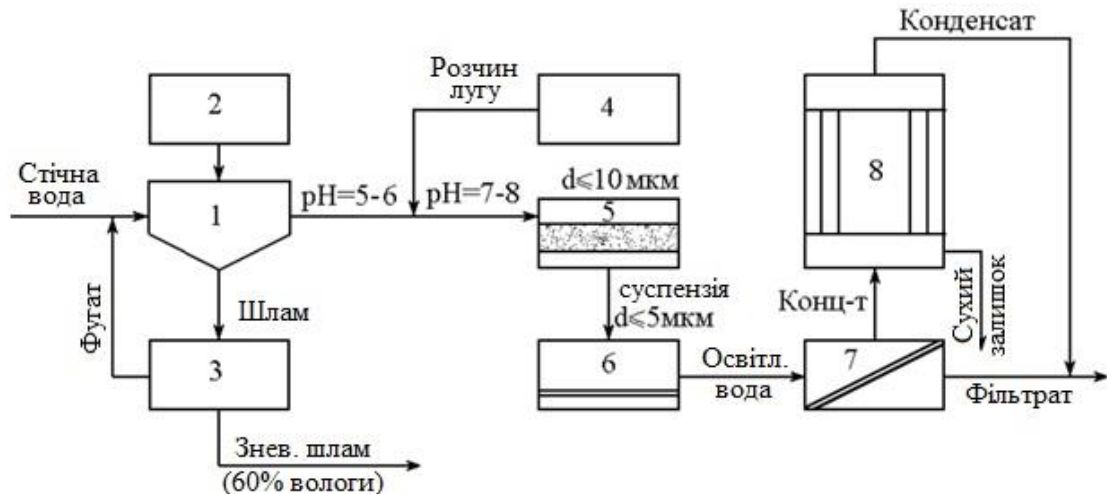 Конденсат
Розчин
лугу
2
4
8
Стічна
вода
1
pH=5-6
pH=7-8
d⩽10 мкм
5
Фугат
Шлам
суспензія
d⩽5мкм
Конц-т
Сухий
залишок
3
6
Освітл.
вода
7
Фільтрат
Знев. шлам
(60% вологи)